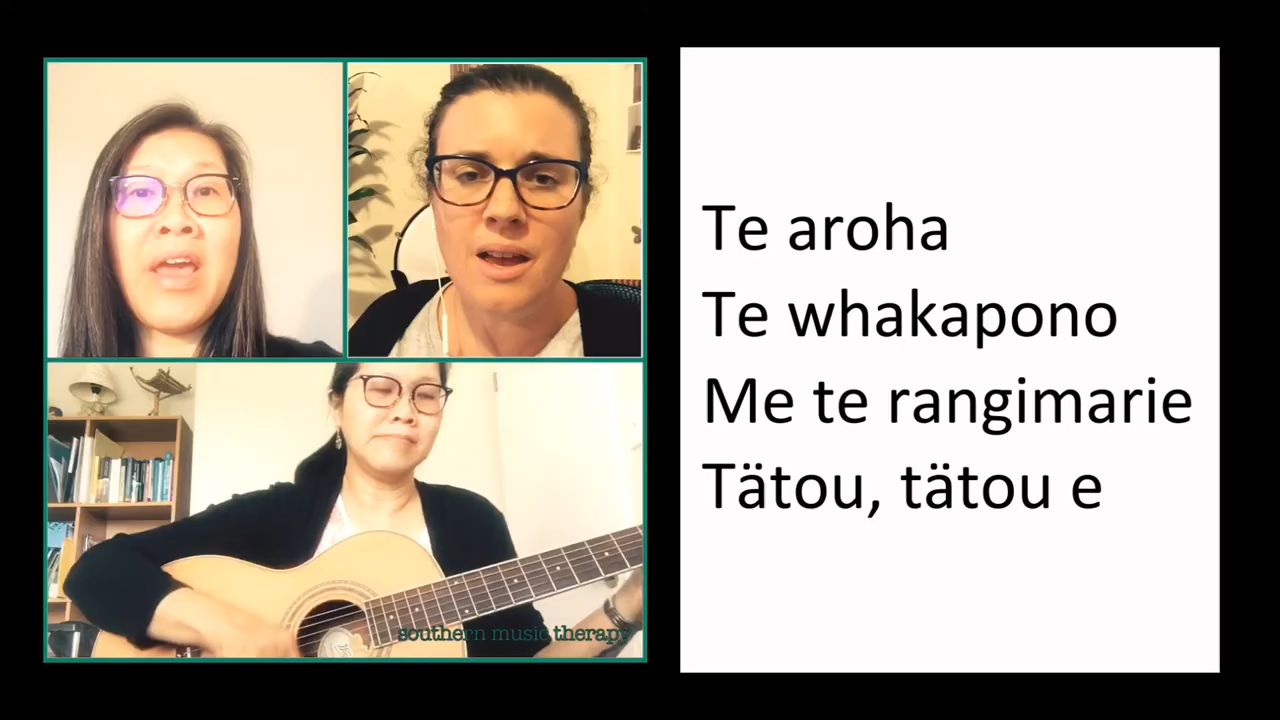 Te aroha
Te whakapono
Me te rangimarie
Tätou, tätou e
southern music therapy